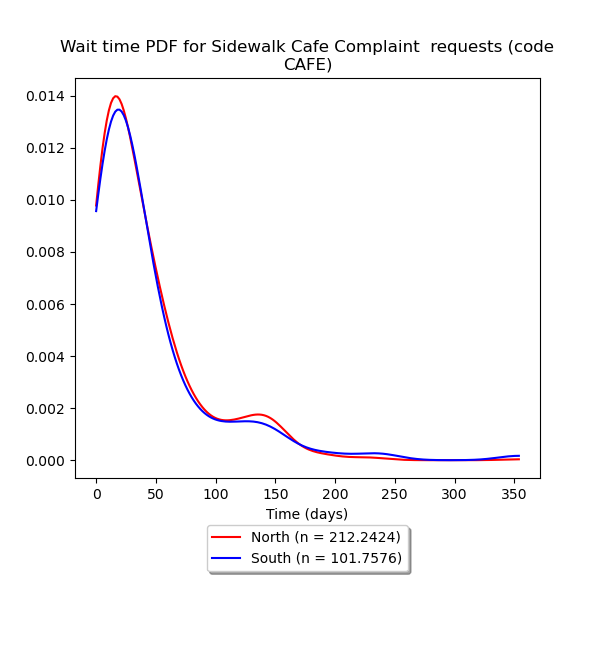 Wait time PDF for Sidewalk Cafe Complaint  requests (code
CAFE)
0.014
0.012
0.010
0.008
0.006
0.004
0.002
0.000
0 50 100 150 200 250 300 350
Time (days)
North (n = 212.2424)
South (n = 101.7576)